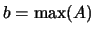 b = max(A)